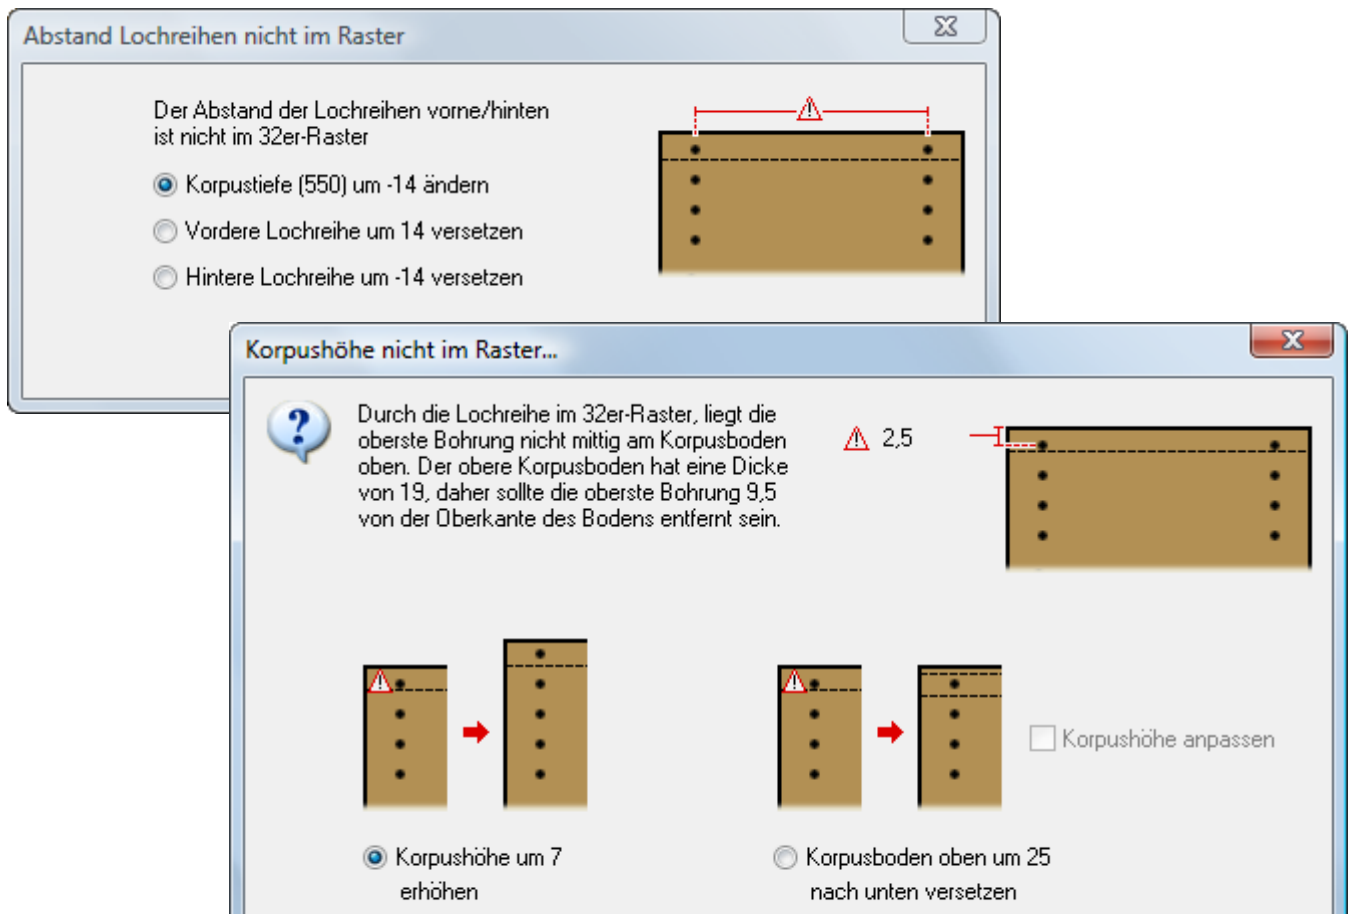 Abstand Lochreihen nicht im Raster
Der Abstand der Lochreihen vorne/hinten
ist nicht im 32er-Raster
Korpustiefe (550) um -14 ändern
Vordere Lochreihe um 14 versetzen
Hintere Lochreihe um -14 versetzen
Korpushöhe nicht im Raster...
Durch die Lochreihe im 32er-Raster, liegt die
oberste Bohrung nicht mittig am Korpusboden
oben. Der obere Korpusboden hat eine Dicke
von 19, daher sollte die oberste Bohrung 9,5
von der Oberkante des Bodens entfernt sein.
2,5
Korpushöhe anpassen
Korpushöhe um 7
erhöhen
Korpusboden oben um 25
nach unten versetzen